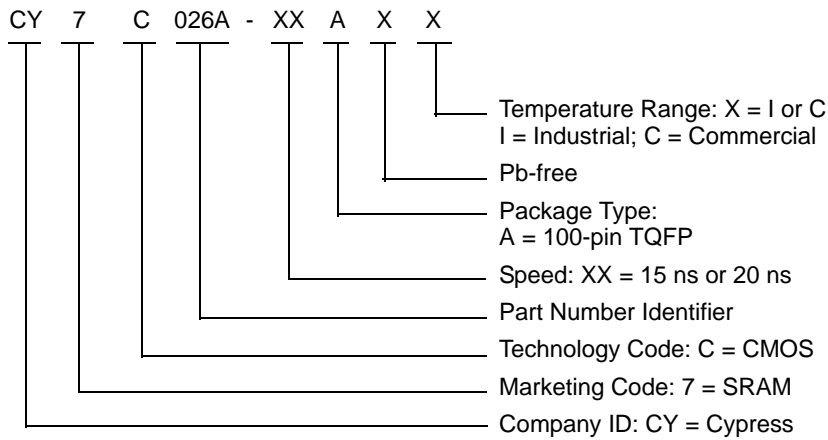 CY 7 C 026A - XX A X X
Temperature Range: X = I or C
I = Industrial; C = Commercial
Pb-free
Package Type:
A = 100-pin TQFP
Speed: XX = 15 ns or 20 ns
Part Number Identifier
Technology Code: C = CMOS
Marketing Code: 7 = SRAM
Company ID: CY = Cypress